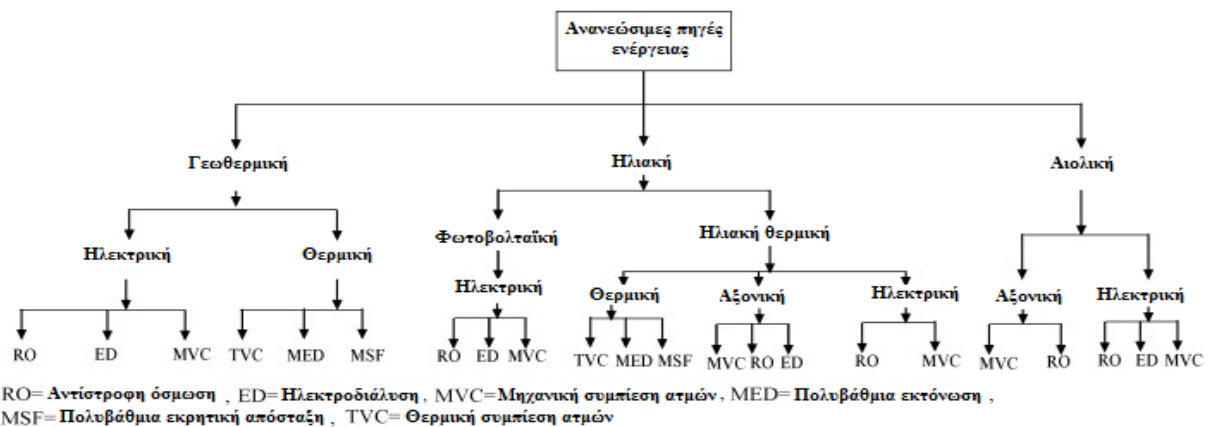 Ανανεώσιμες πηγές
ενέργειας
Γεωθερμική Ηλιακή Αιολική
Φωτοβολταϊκή Ηλιακή θερμική
Ηλεκτρική Θερμική
Ηλεκτρική Θερμική Αξονική Ηλεκτρική Αξονική Ηλεκτρική
RO ED MVC TVC MED MSF RO ED MVC TVC MED MSF MVC RO ED RO MVC MVC RO RO ED MVC
RO= Αντίστροφη όσμωση , ED=Ηλεκτροδιάλυση , MVC=Μηχανική συμπίεση ατμών, MED=Πολυβάθμια εκτόνωση ,
MSF=Πολυβάθμια εκρητική απόσταξη , TVC= Θερμική συμπίεση ατμών